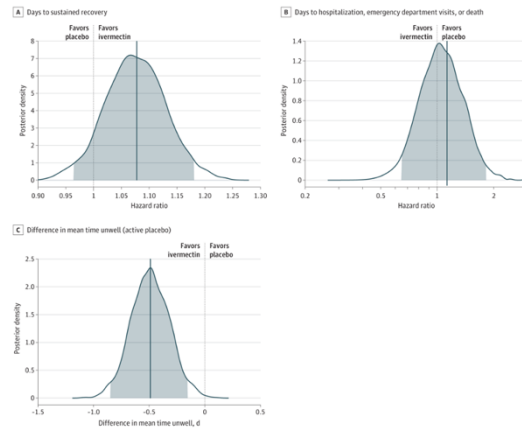 A Days to sustained recovery
Favors placebo
Favors ivermectin
Posterior density
8
7
6
5
4
3
2
1
0
0.90 0.95 1 1.05 1.10 1.15 1.20 1.25 1.30
Hazard ratio
B Days to hospitalization, emergency department visits, or death
Favors ivermectin
Favors placebo
Posterior density
1.4
1.2
1.0
0.8
0.6
0.4
0.2
0
0.2 0.5 1 2
Hazard ratio
C Difference in mean time unwell (active placebo)
Favors ivermectin
Favors placebo
Posterior density
2.5
2.0
1.5
1.0
0.5
0
-1.5 -1.0 -0.5 0 0.5
Difference in mean time unwell, d